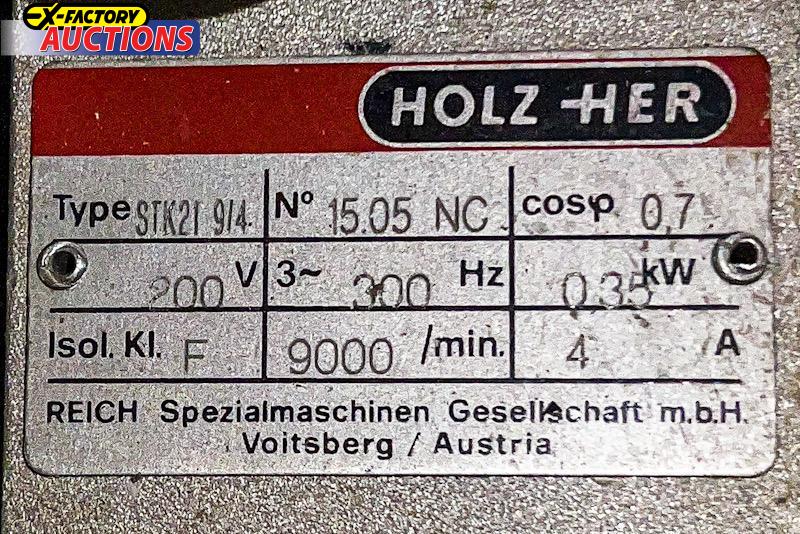 X-FACTORY
AUCTIONS
HOLZ-HER
Type STK21 9/4 Nº 15.05 NC cosφ 0,7
200 V 3~ 300 Hz 0,35 kW
Isol. Kl. F 9000 /min. 4 A
REICH Spezialmaschinen Gesellschaft m.b.H.
Voitsberg / Austria